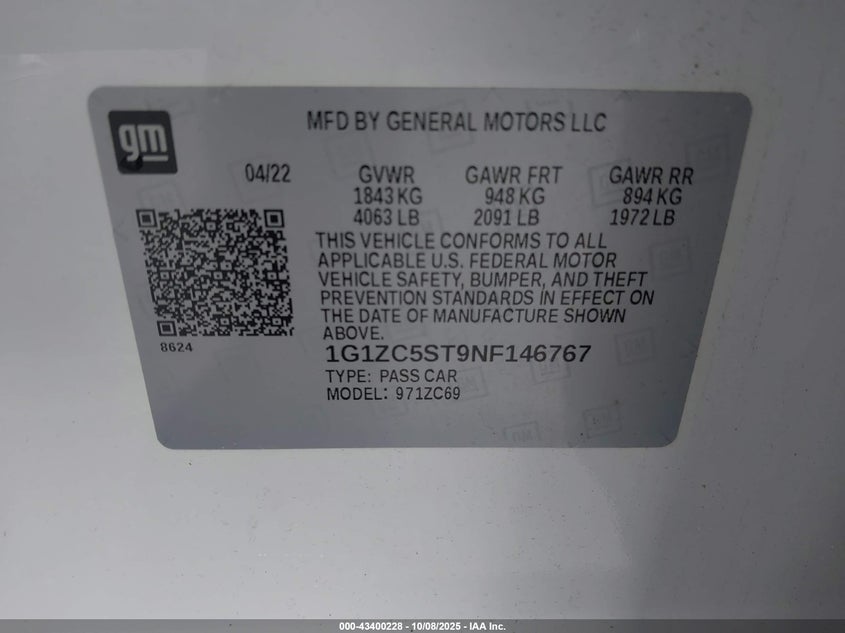 gm
MFD BY GENERAL MOTORS LLC
04/22 GVWR GAWR FRT GAWR RR
1843 KG 948 KG 894 KG
4063 LB 2091 LB 1972 LB
THIS VEHICLE CONFORMS TO ALL
APPLICABLE U.S. FEDERAL MOTOR
VEHICLE SAFETY, BUMPER, AND THEFT
PREVENTION STANDARDS IN EFFECT ON
THE DATE OF MANUFACTURE SHOWN
ABOVE.
8624
1G1ZC5ST9NF146767
TYPE: PASS CAR
MODEL: 971ZC69
000-43400228 - 10/08/2025 - IAA Inc.